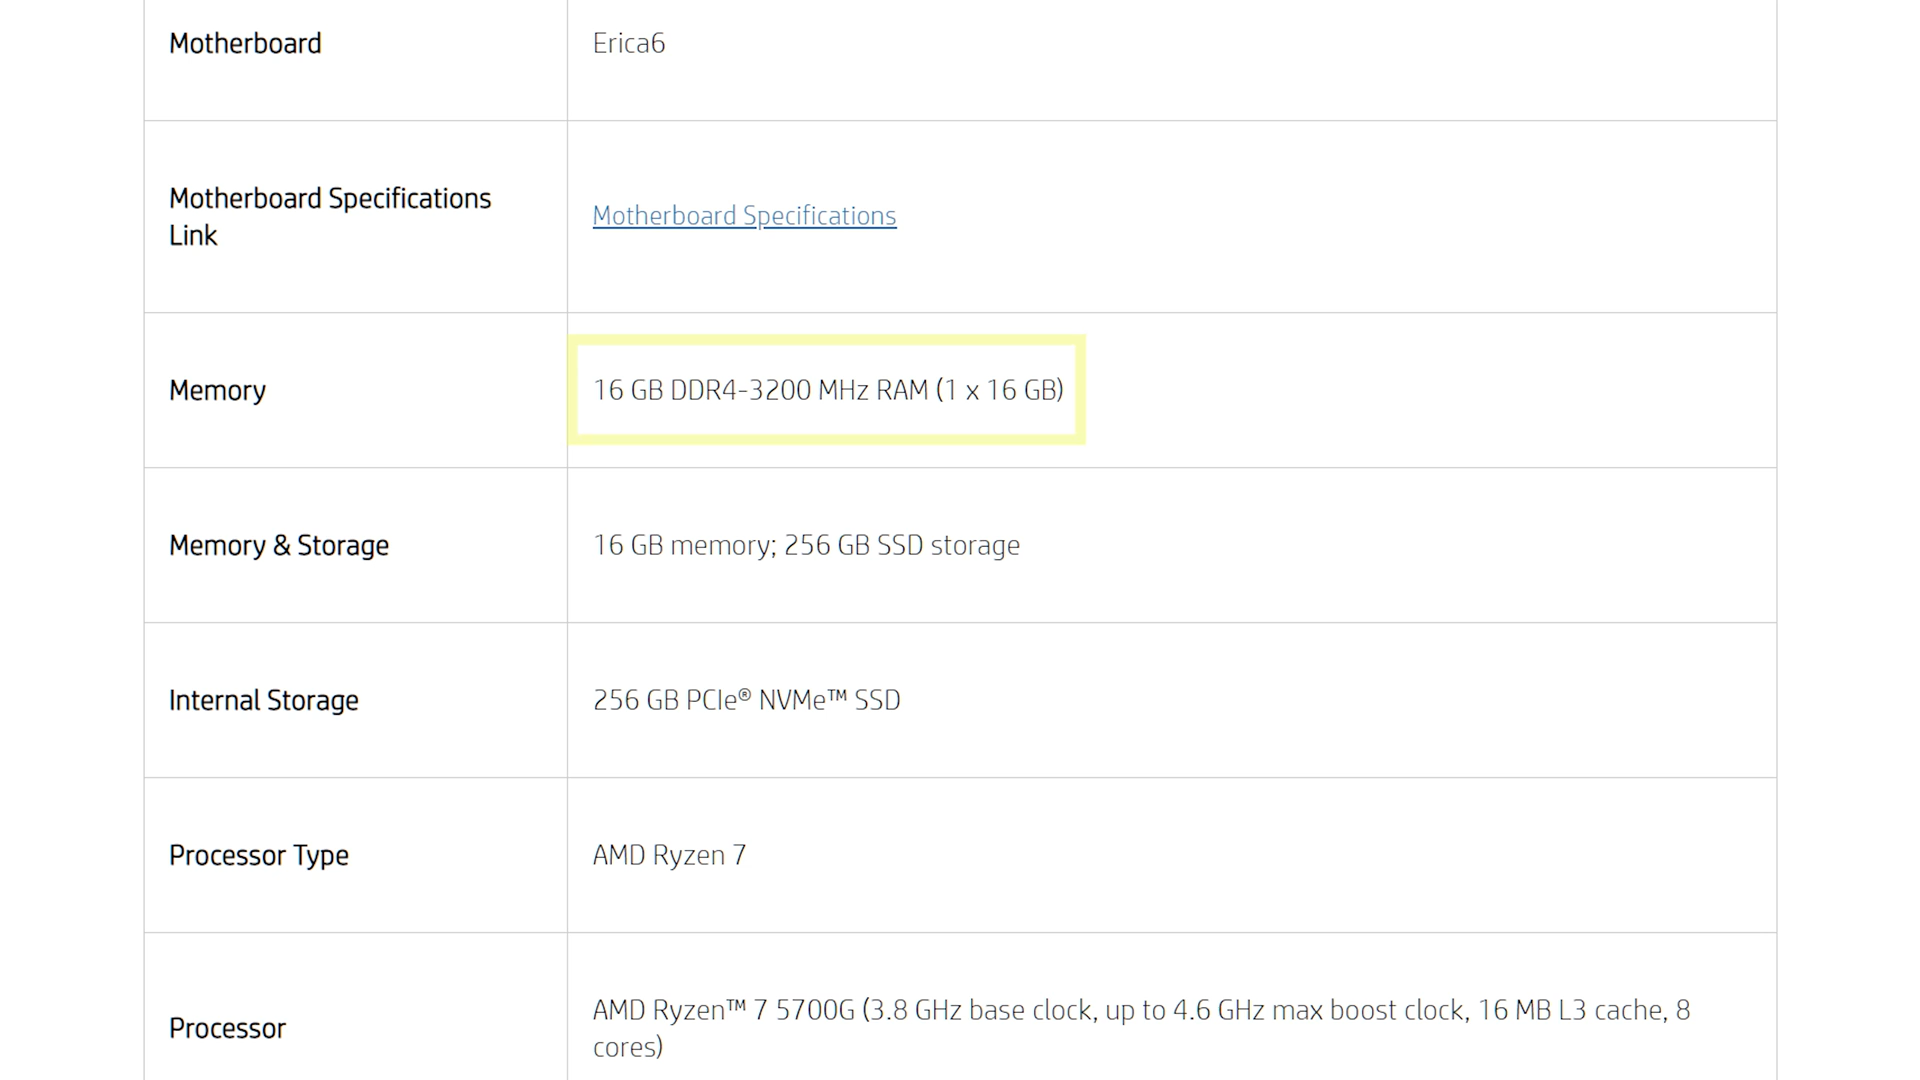 Motherboard
Erica6
Motherboard Specifications
Link
Motherboard Specifications
Memory
16 GB DDR4-3200 MHz RAM (1 x 16 GB)
Memory & Storage
16 GB memory; 256 GB SSD storage
Internal Storage
256 GB PCIe® NVMe™ SSD
Processor Type
AMD Ryzen 7
Processor
AMD Ryzen™ 7 5700G (3.8 GHz base clock, up to 4.6 GHz max boost clock, 16 MB L3 cache, 8
cores)